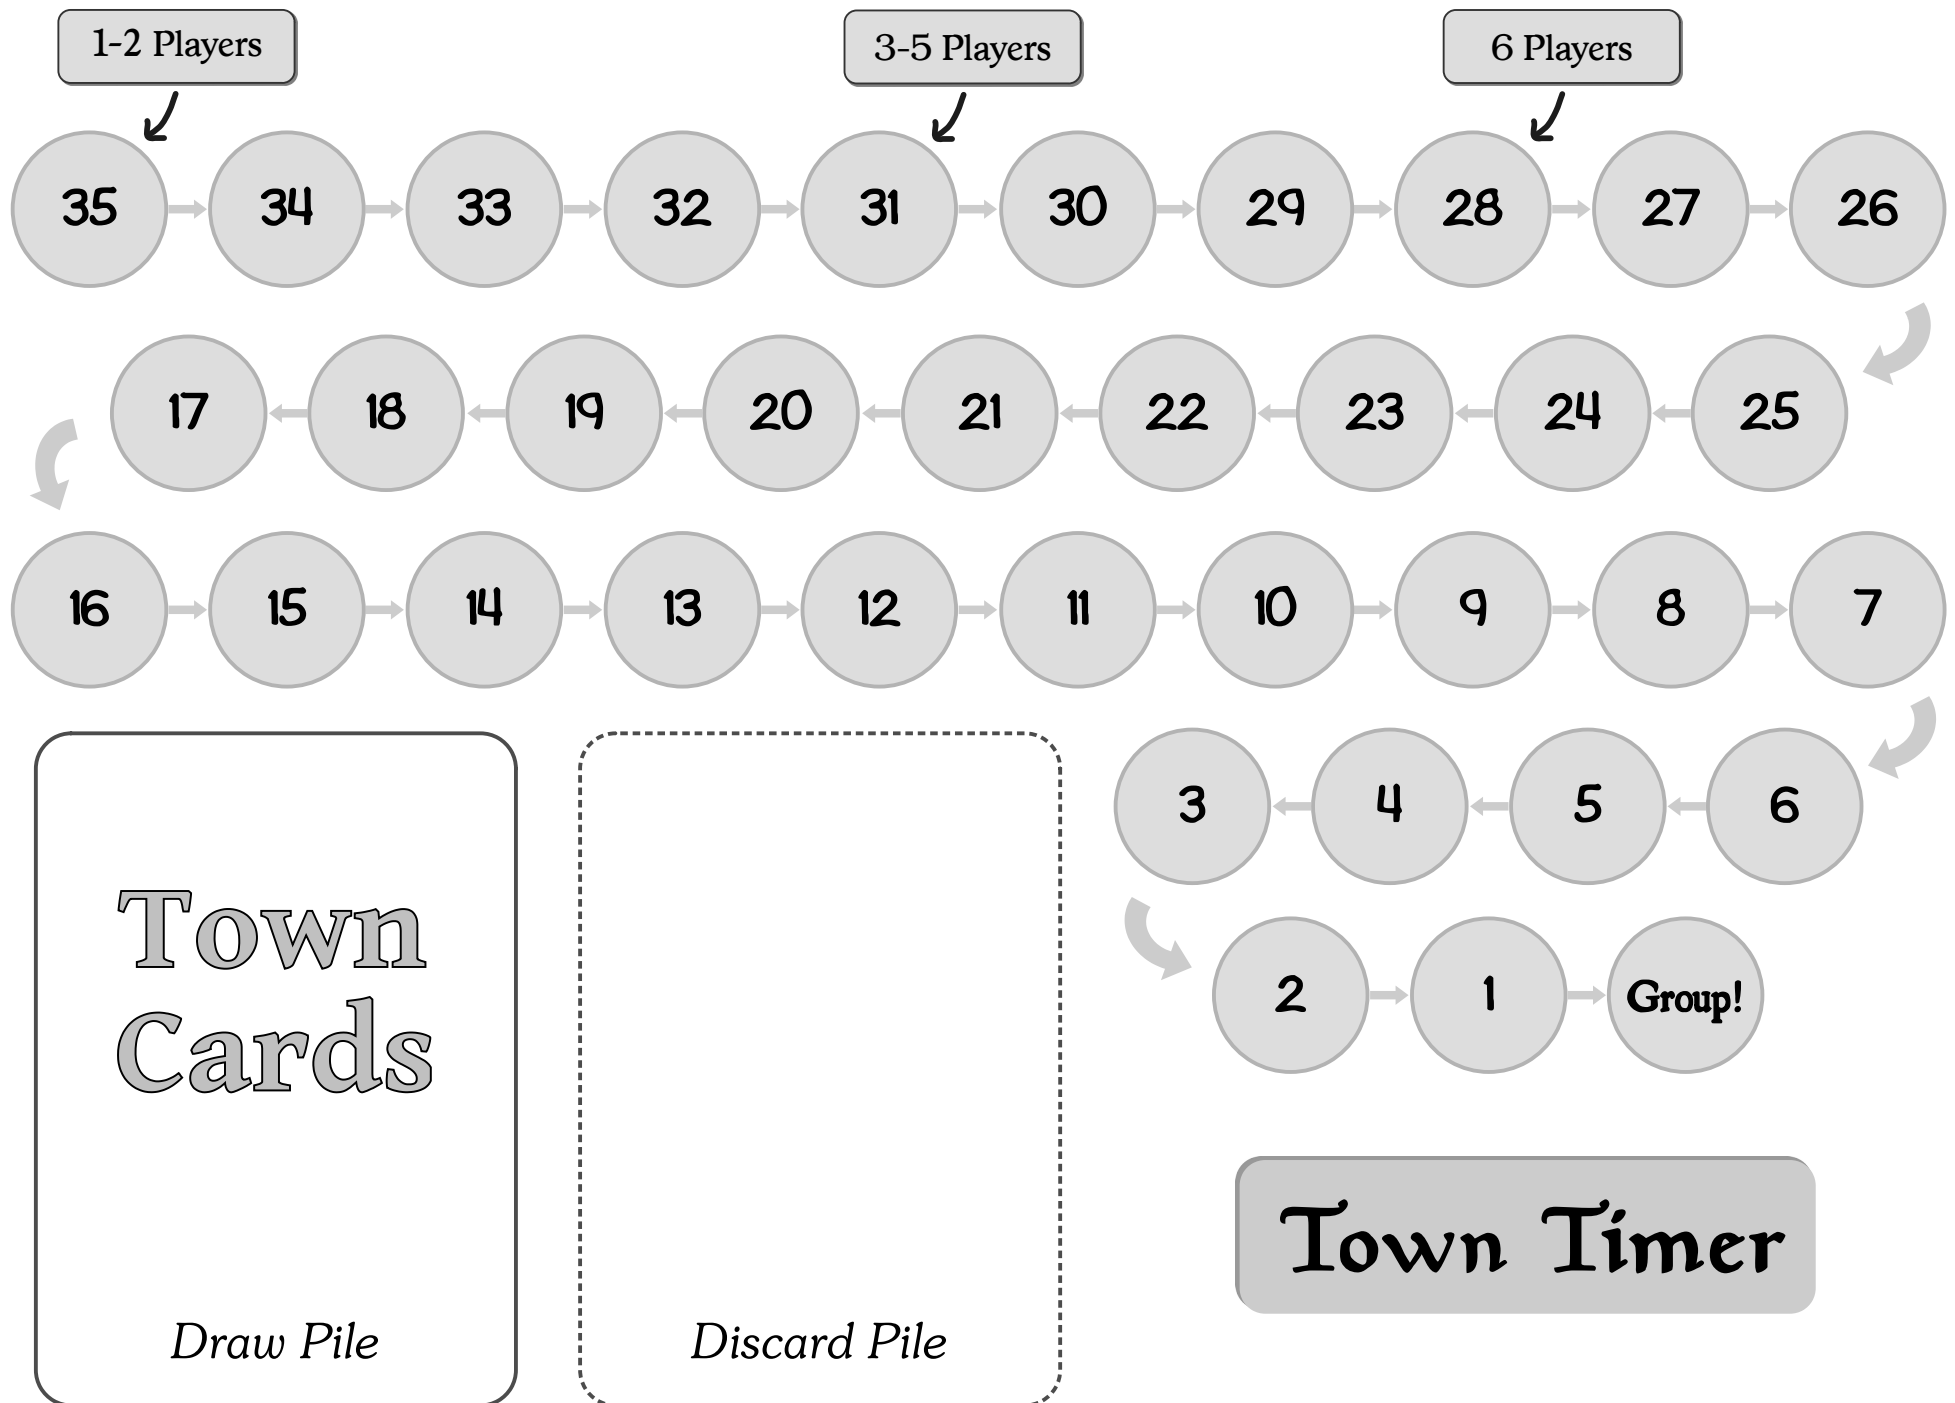 1-2 Players 3-5 Players 6 Players
35 34 33 32 31 30 29 28 27 26
17 18 19 20 21 22 23 24 25
16 15 14 13 12 11 10 9 8 7
3 4 5 6
2 1 Group!
Town
Cards
Draw Pile
Discard Pile
Town Timer